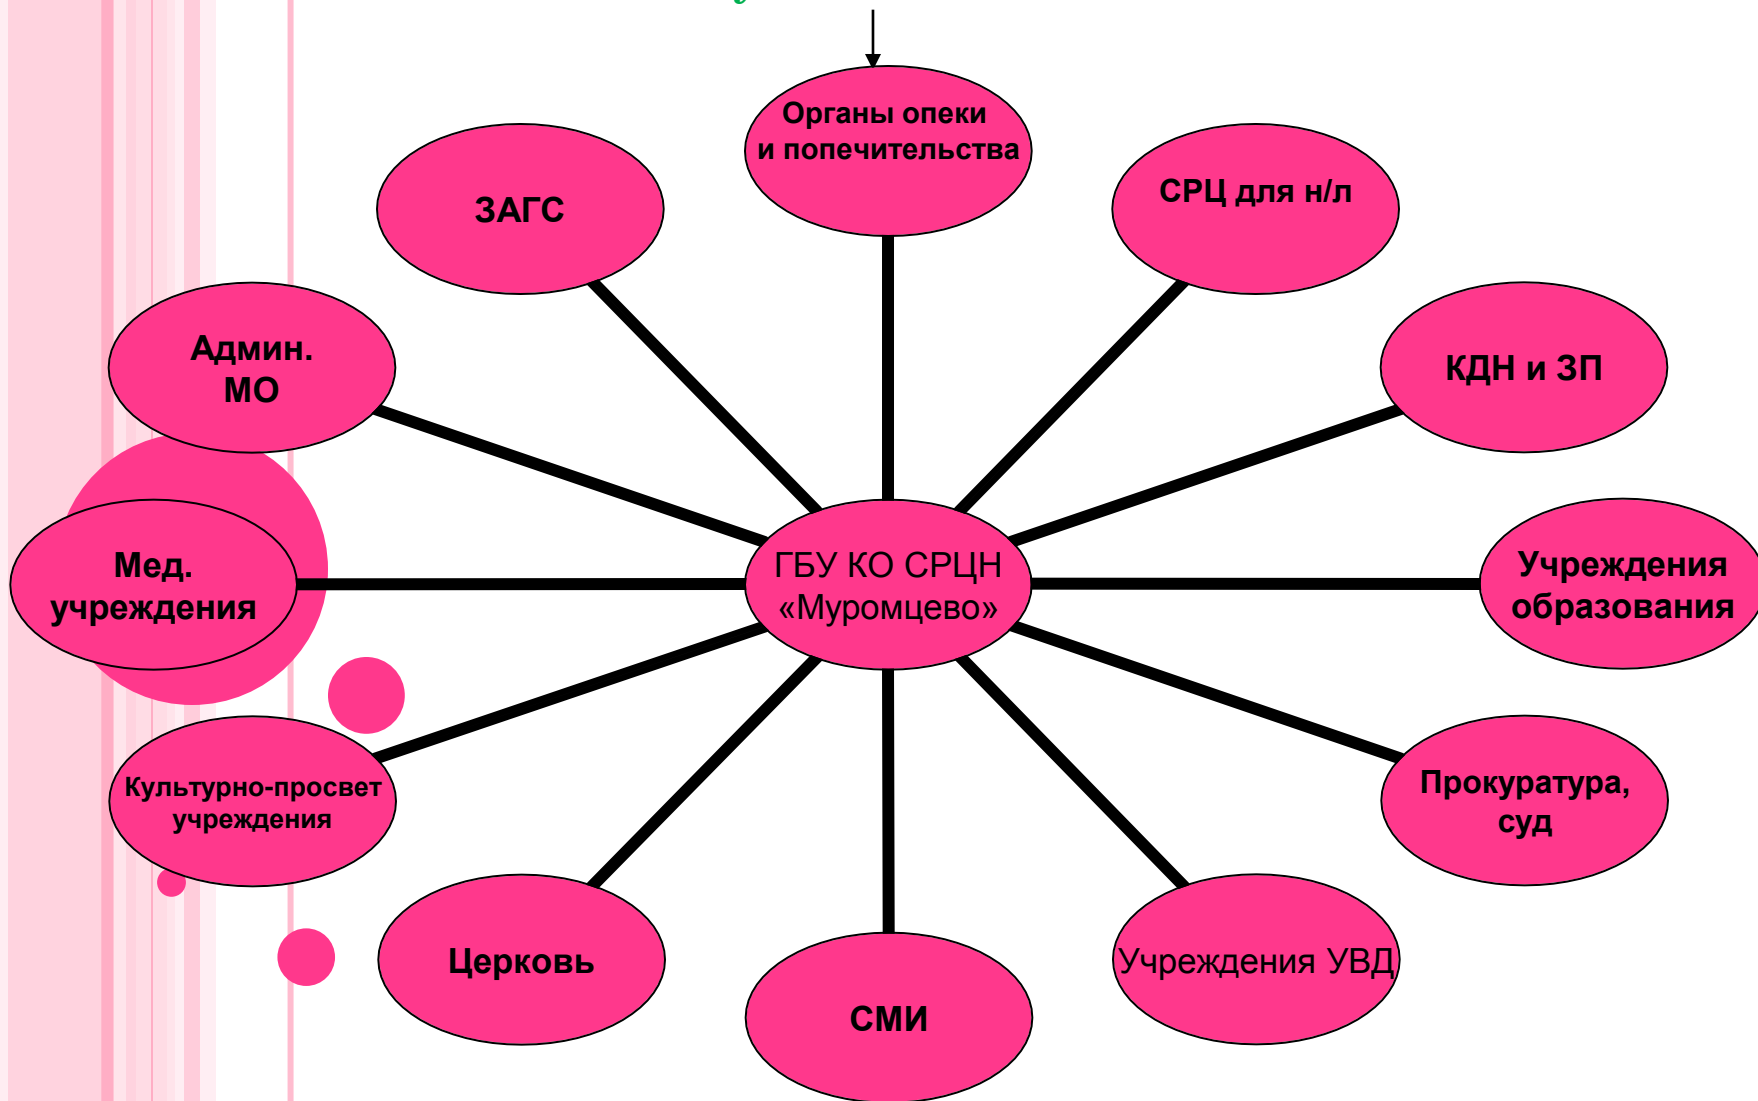 Органы опеки
и попечительства
СРЦ для н/л
ЗАГС
КДН и ЗП
Админ.
МО
Учреждения
образования
ГБУ КО СРЦН
«Муромцево»
Мед.
учреждения
Прокуратура,
суд
Культурно-просвет
учреждения
Учреждения УВД
Церковь
СМИ